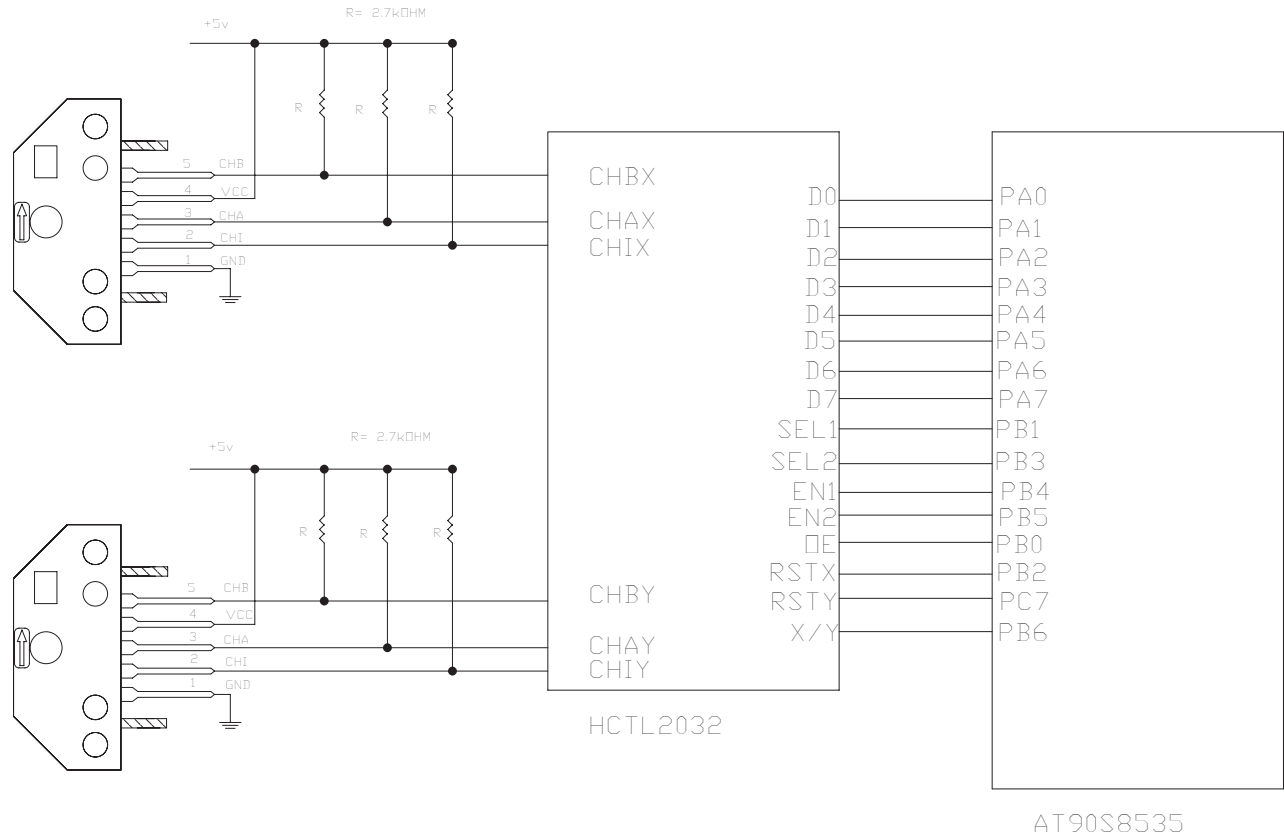 R= 2.7kOHM
+5v
R
R
R
5 CHB
4 VCC
3 CHA
2 CHI
1 GND
CHBX
CHAX
CHIX
D0
D1
D2
D3
D4
D5
D6
D7
SEL1
SEL2
EN1
EN2
OE
RSTX
RSTY
X/Y
PA0
PA1
PA2
PA3
PA4
PA5
PA6
PA7
PB1
PB3
PB4
PB5
PB0
PB2
PC7
PB6
R= 2.7kOHM
+5v
R
R
R
5 CHB
4 VCC
3 CHA
2 CHI
1 GND
CHBY
CHAY
CHIY
HCTL2032
AT90S8535